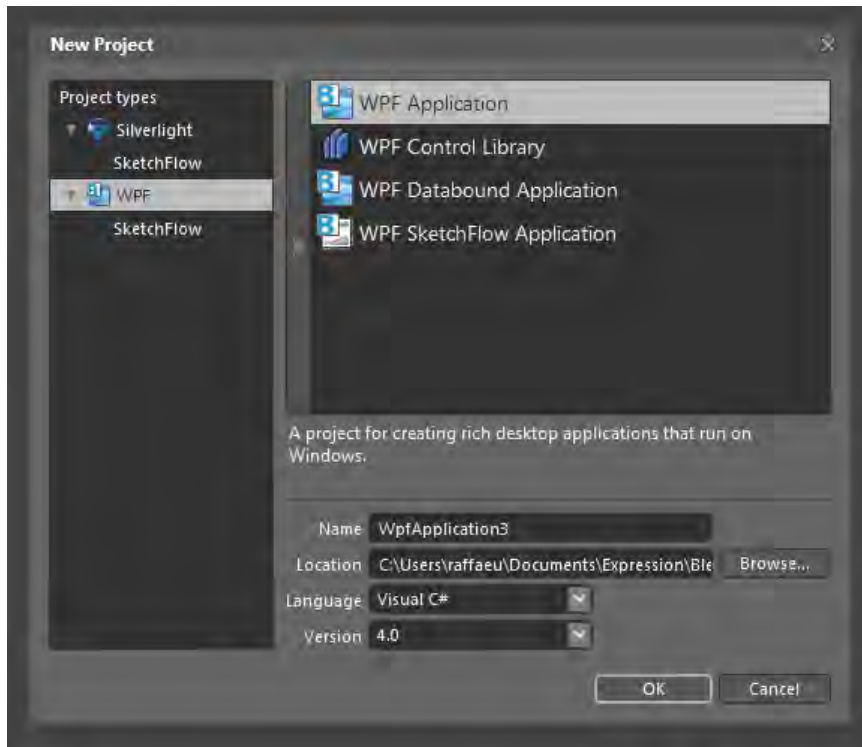 New Project
Project types
Silverlight
SketchFlow
WPF
SketchFlow
WPF Application
WPF Control Library
WPF Databound Application
WPF SketchFlow Application
A project for creating rich desktop applications that run on
Windows.
Name WpfApplication3
Location C:\Users\raffaeu\Documents\Expression\Ble Browse...
Language Visual C#
Version 4.0
OK Cancel